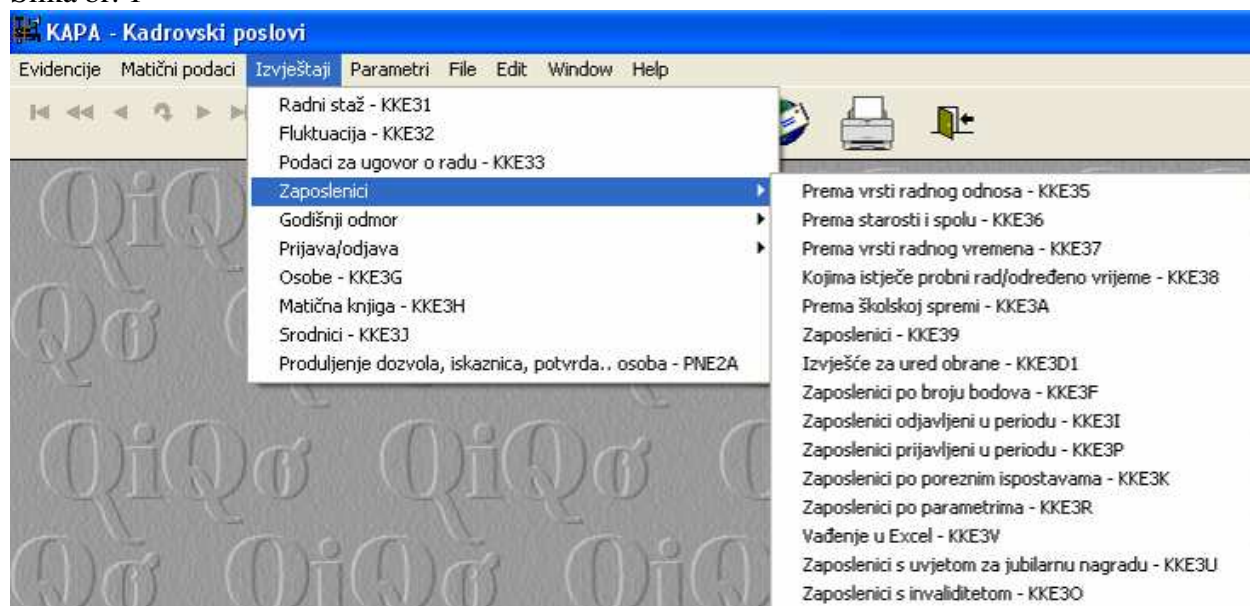 Slika br. 1
KAPA - Kadrovski poslovi
Evidencije Matični podaci Izvještaji Parametri File Edit Window Help
Radni staž - KKE31
Fluktuacija - KKE32
Podaci za ugovor o radu - KKE33
Zaposlenici
Godišnji odmor
Prijava/odjava
Osobe - KKE3G
Matična knjiga - KKE3H
Srodnici - KKE3J
Produljenje dozvola, iskaznica, potvrda.. osoba - PNE2A
Prema vrsti radnog odnosa - KKE35
Prema starosti i spolu - KKE36
Prema vrsti radnog vremena - KKE37
Kojima istječe probni rad/određeno vrijeme - KKE38
Prema školskoj spremi - KKE3A
Zaposlenici - KKE39
Izvješće za ured obrane - KKE3D1
Zaposlenici po broju bodova - KKE3F
Zaposlenici odjavljeni u periodu - KKE3I
Zaposlenici prijavljeni u periodu - KKE3P
Zaposlenici po poreznim ispostavama - KKE3K
Zaposlenici po parametrima - KKE3R
Vađenje u Excel - KKE3V
Zaposlenici s uvjetom za jubilarnu nagradu - KKE3U
Zaposlenici s invaliditetom - KKE3O